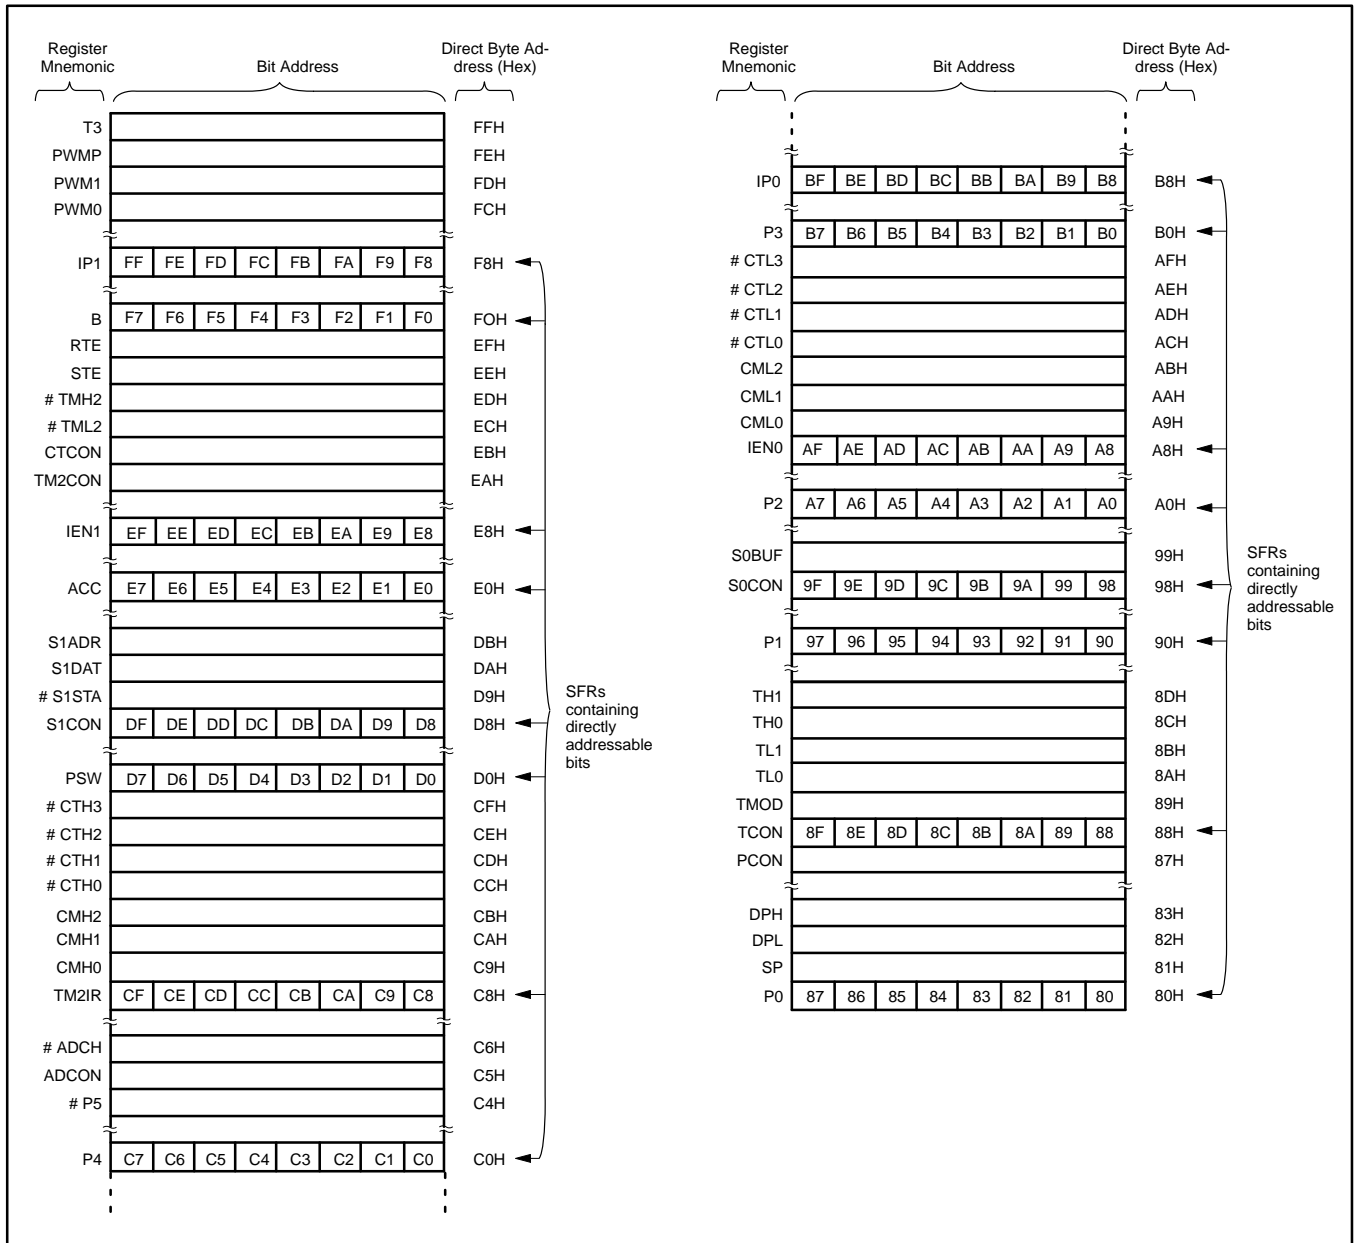 Register
Mnemonic
Bit Address
Direct Byte Ad-
dress (Hex)
T3 FFH
PWMP FEH
PWM1 FDH
PWM0 FCH
IP1 FF FE FD FC FB FA F9 F8 F8H
B F7 F6 F5 F4 F3 F2 F1 F0 FOH
RTE EFH
STE EEH
# TMH2 EDH
# TML2 ECH
CTCON EBH
TM2CON EAH
IEN1 EF EE ED EC EB EA E9 E8 E8H
ACC E7 E6 E5 E4 E3 E2 E1 E0 E0H
S1ADR DBH
S1DAT DAH
# S1STA D9H
S1CON DF DE DD DC DB DA D9 D8 D8H
PSW D7 D6 D5 D4 D3 D2 D1 D0 D0H
# CTH3 CFH
# CTH2 CEH
# CTH1 CDH
# CTH0 CCH
CMH2 CBH
CMH1 CAH
CMH0 C9H
TM2IR CF CE CD CC CB CA C9 C8 C8H
# ADCH C6H
ADCON C5H
# P5 C4H
P4 C7 C6 C5 C4 C3 C2 C1 C0 C0H
SFRs
containing
directly
addressable
bits
Register
Mnemonic
Bit Address
Direct Byte Ad-
dress (Hex)
IP0 BF BE BD BC BB BA B9 B8 B8H
P3 B7 B6 B5 B4 B3 B2 B1 B0 B0H
# CTL3 AFH
# CTL2 AEH
# CTL1 ADH
# CTL0 ACH
CML2 ABH
CML1 AAH
CML0 A9H
IEN0 AF AE AD AC AB AA A9 A8 A8H
P2 A7 A6 A5 A4 A3 A2 A1 A0 A0H
S0BUF 99H
S0CON 9F 9E 9D 9C 9B 9A 99 98 98H
P1 97 96 95 94 93 92 91 90 90H
TH1 8DH
TH0 8CH
TL1 8BH
TL0 8AH
TMOD 89H
TCON 8F 8E 8D 8C 8B 8A 89 88 88H
PCON 87H
DPH 83H
DPL 82H
SP 81H
P0 87 86 85 84 83 82 81 80 80H
SFRs
containing
directly
addressable
bits